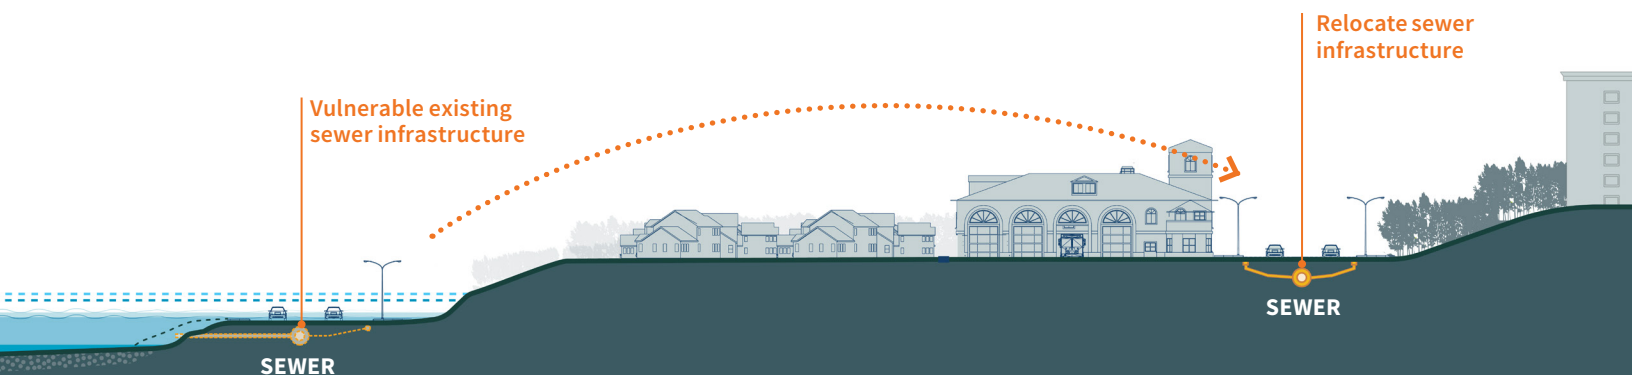 Relocate sewer
infrastructure
Vulnerable existing
sewer infrastructure
SEWER
SEWER